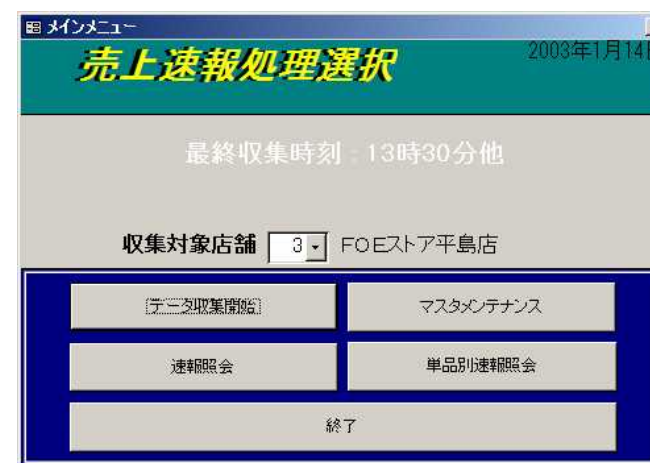 メインメニュー
売上速報処理選択
2003年1月14
最終収集時刻：13時30分他
収集対象店舗 3 FOEストア平島店
データ収集開始 マスタメンテナンス
速報照会 単品別速報照会
終了